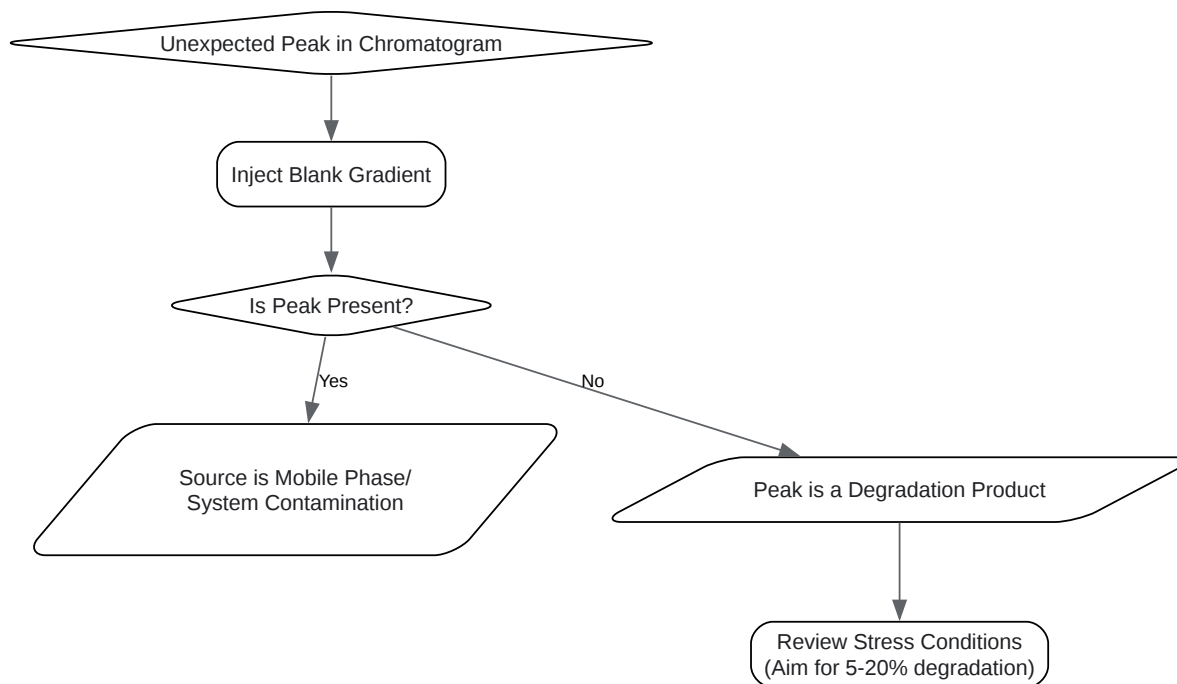 Unexpected Peak in Chromatogram
Inject Blank Gradient
Is Peak Present?
Yes
No
Source is Mobile Phase/
System Contamination
Peak is a Degradation Product
Review Stress Conditions
(Aim for 5-20% degradation)